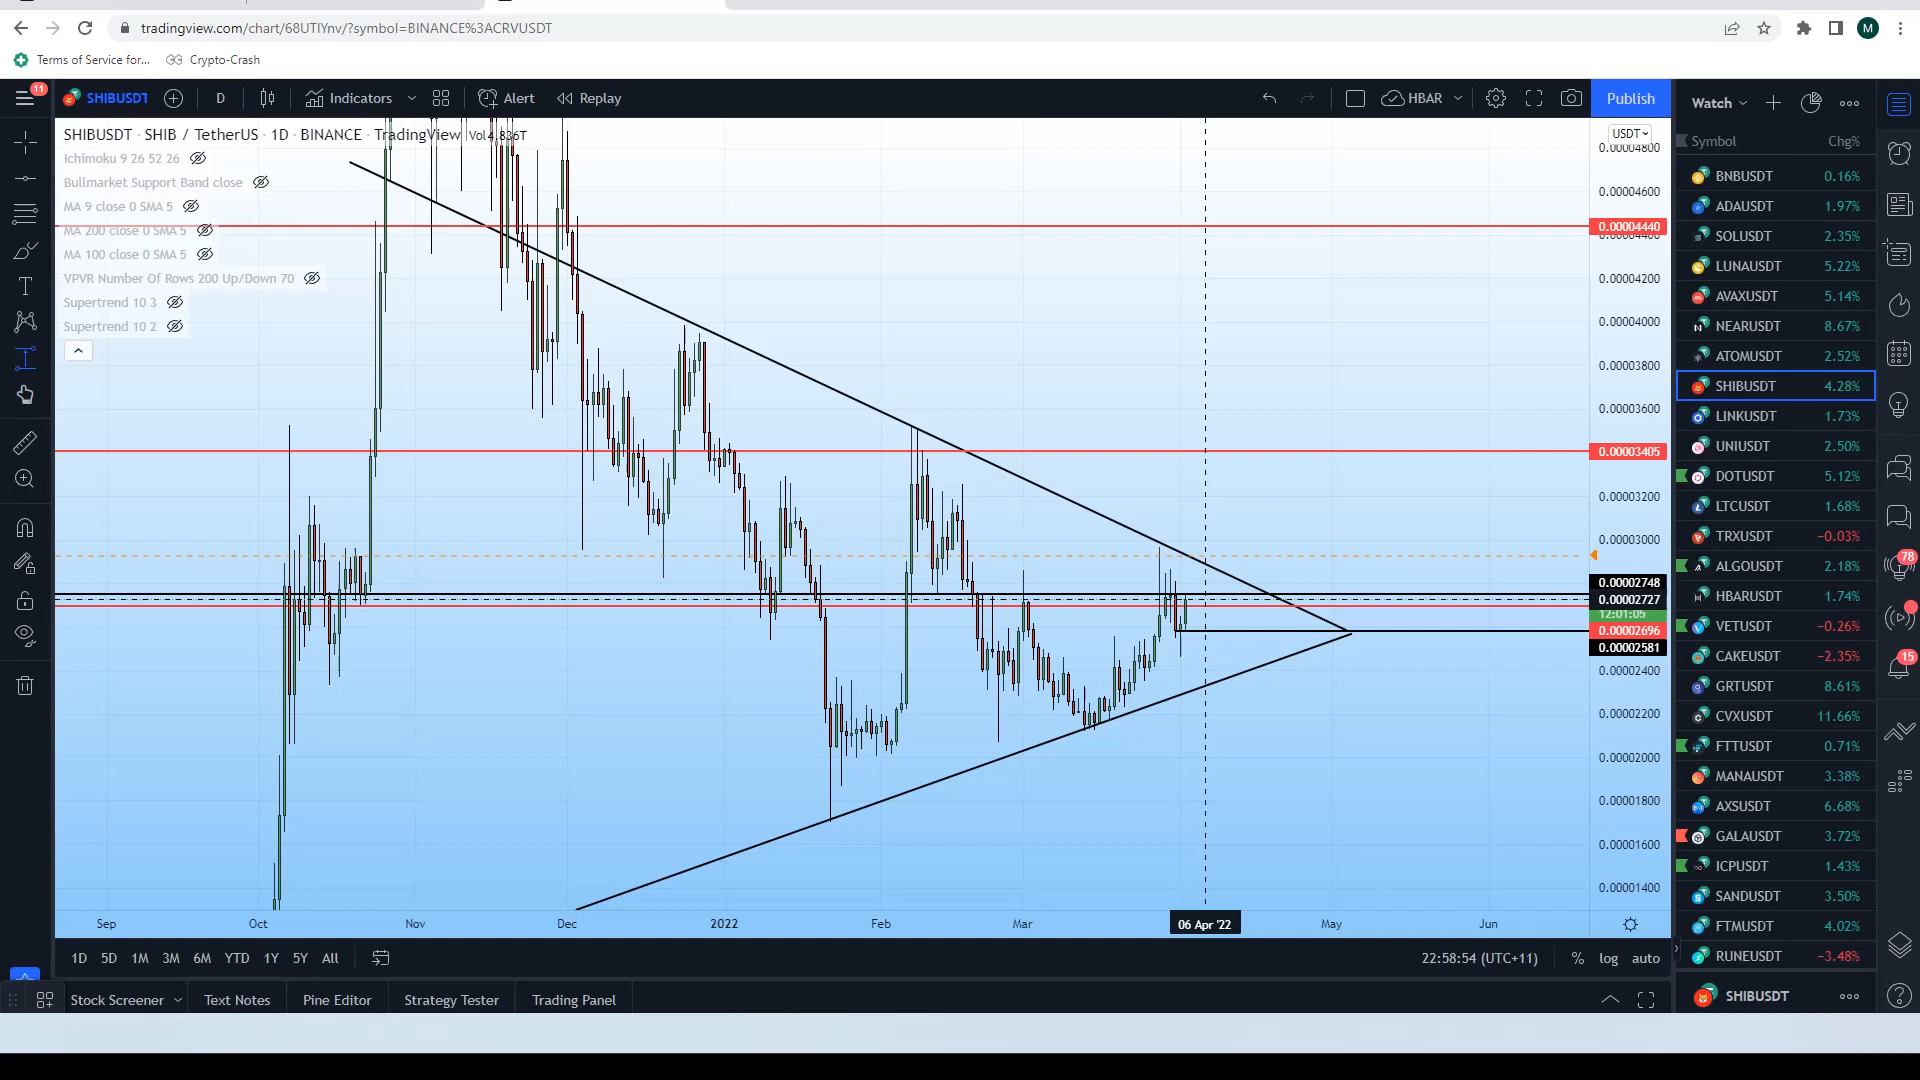 tradingview.com/chart/68UTIYnv/?symbol=BINANCE%3ACRVUSDT
M
Terms of Service for...
Crypto-Crash
11
SHIBUSDT
D
Indicators
Alert
Replay
HBAR
Publish
Watch
SHIBUSDT · SHIB / TetherUS · 1D · BINANCE · TradingView
Vol4.836T
USDT
Symbol Chg%
Ichimoku 9 26 52 26
Bullmarket Support Band close
MA 9 close 0 SMA 5
MA 200 close 0 SMA 5
MA 100 close 0 SMA 5
VPVR Number Of Rows 200 Up/Down 70
Supertrend 10 3
Supertrend 10 2
0.00004800
0.00004600
0.00004440
0.00004400
0.00004200
0.00004000
0.00003800
0.00003600
0.00003405
0.00003200
0.00003000
0.00002748
0.00002727
12:01:05
0.00002696
0.00002581
0.00002400
0.00002200
0.00002000
0.00001800
0.00001600
0.00001400
BNBUSDT 0.16%
ADAUSDT 1.97%
SOLUSDT 2.35%
LUNAUSDT 5.22%
AVAXUSDT 5.14%
NEARUSDT 8.67%
ATOMUSDT 2.52%
SHIBUSDT 4.28%
LINKUSDT 1.73%
UNIUSDT 2.50%
DOTUSDT 5.12%
LTCUSDT 1.68%
TRXUSDT −0.03%
ALGOUSDT 2.18%
HBARUSDT 1.74%
VETUSDT −0.26%
CAKEUSDT −2.35%
GRTUSDT 8.61%
CVXUSDT 11.66%
FTTUSDT 0.71%
MANAUSDT 3.38%
AXSUSDT 6.68%
GALAUSDT 3.72%
ICPUSDT 1.43%
SANDUSDT 3.50%
FTMUSDT 4.02%
RUNEUSDT −3.48%
78
15
Sep Oct Nov Dec 2022 Feb Mar 06 Apr '22 May Jun
1D 5D 1M 3M 6M YTD 1Y 5Y All
22:58:54 (UTC+11) % log auto
Stock Screener Text Notes Pine Editor Strategy Tester Trading Panel
SHIBUSDT